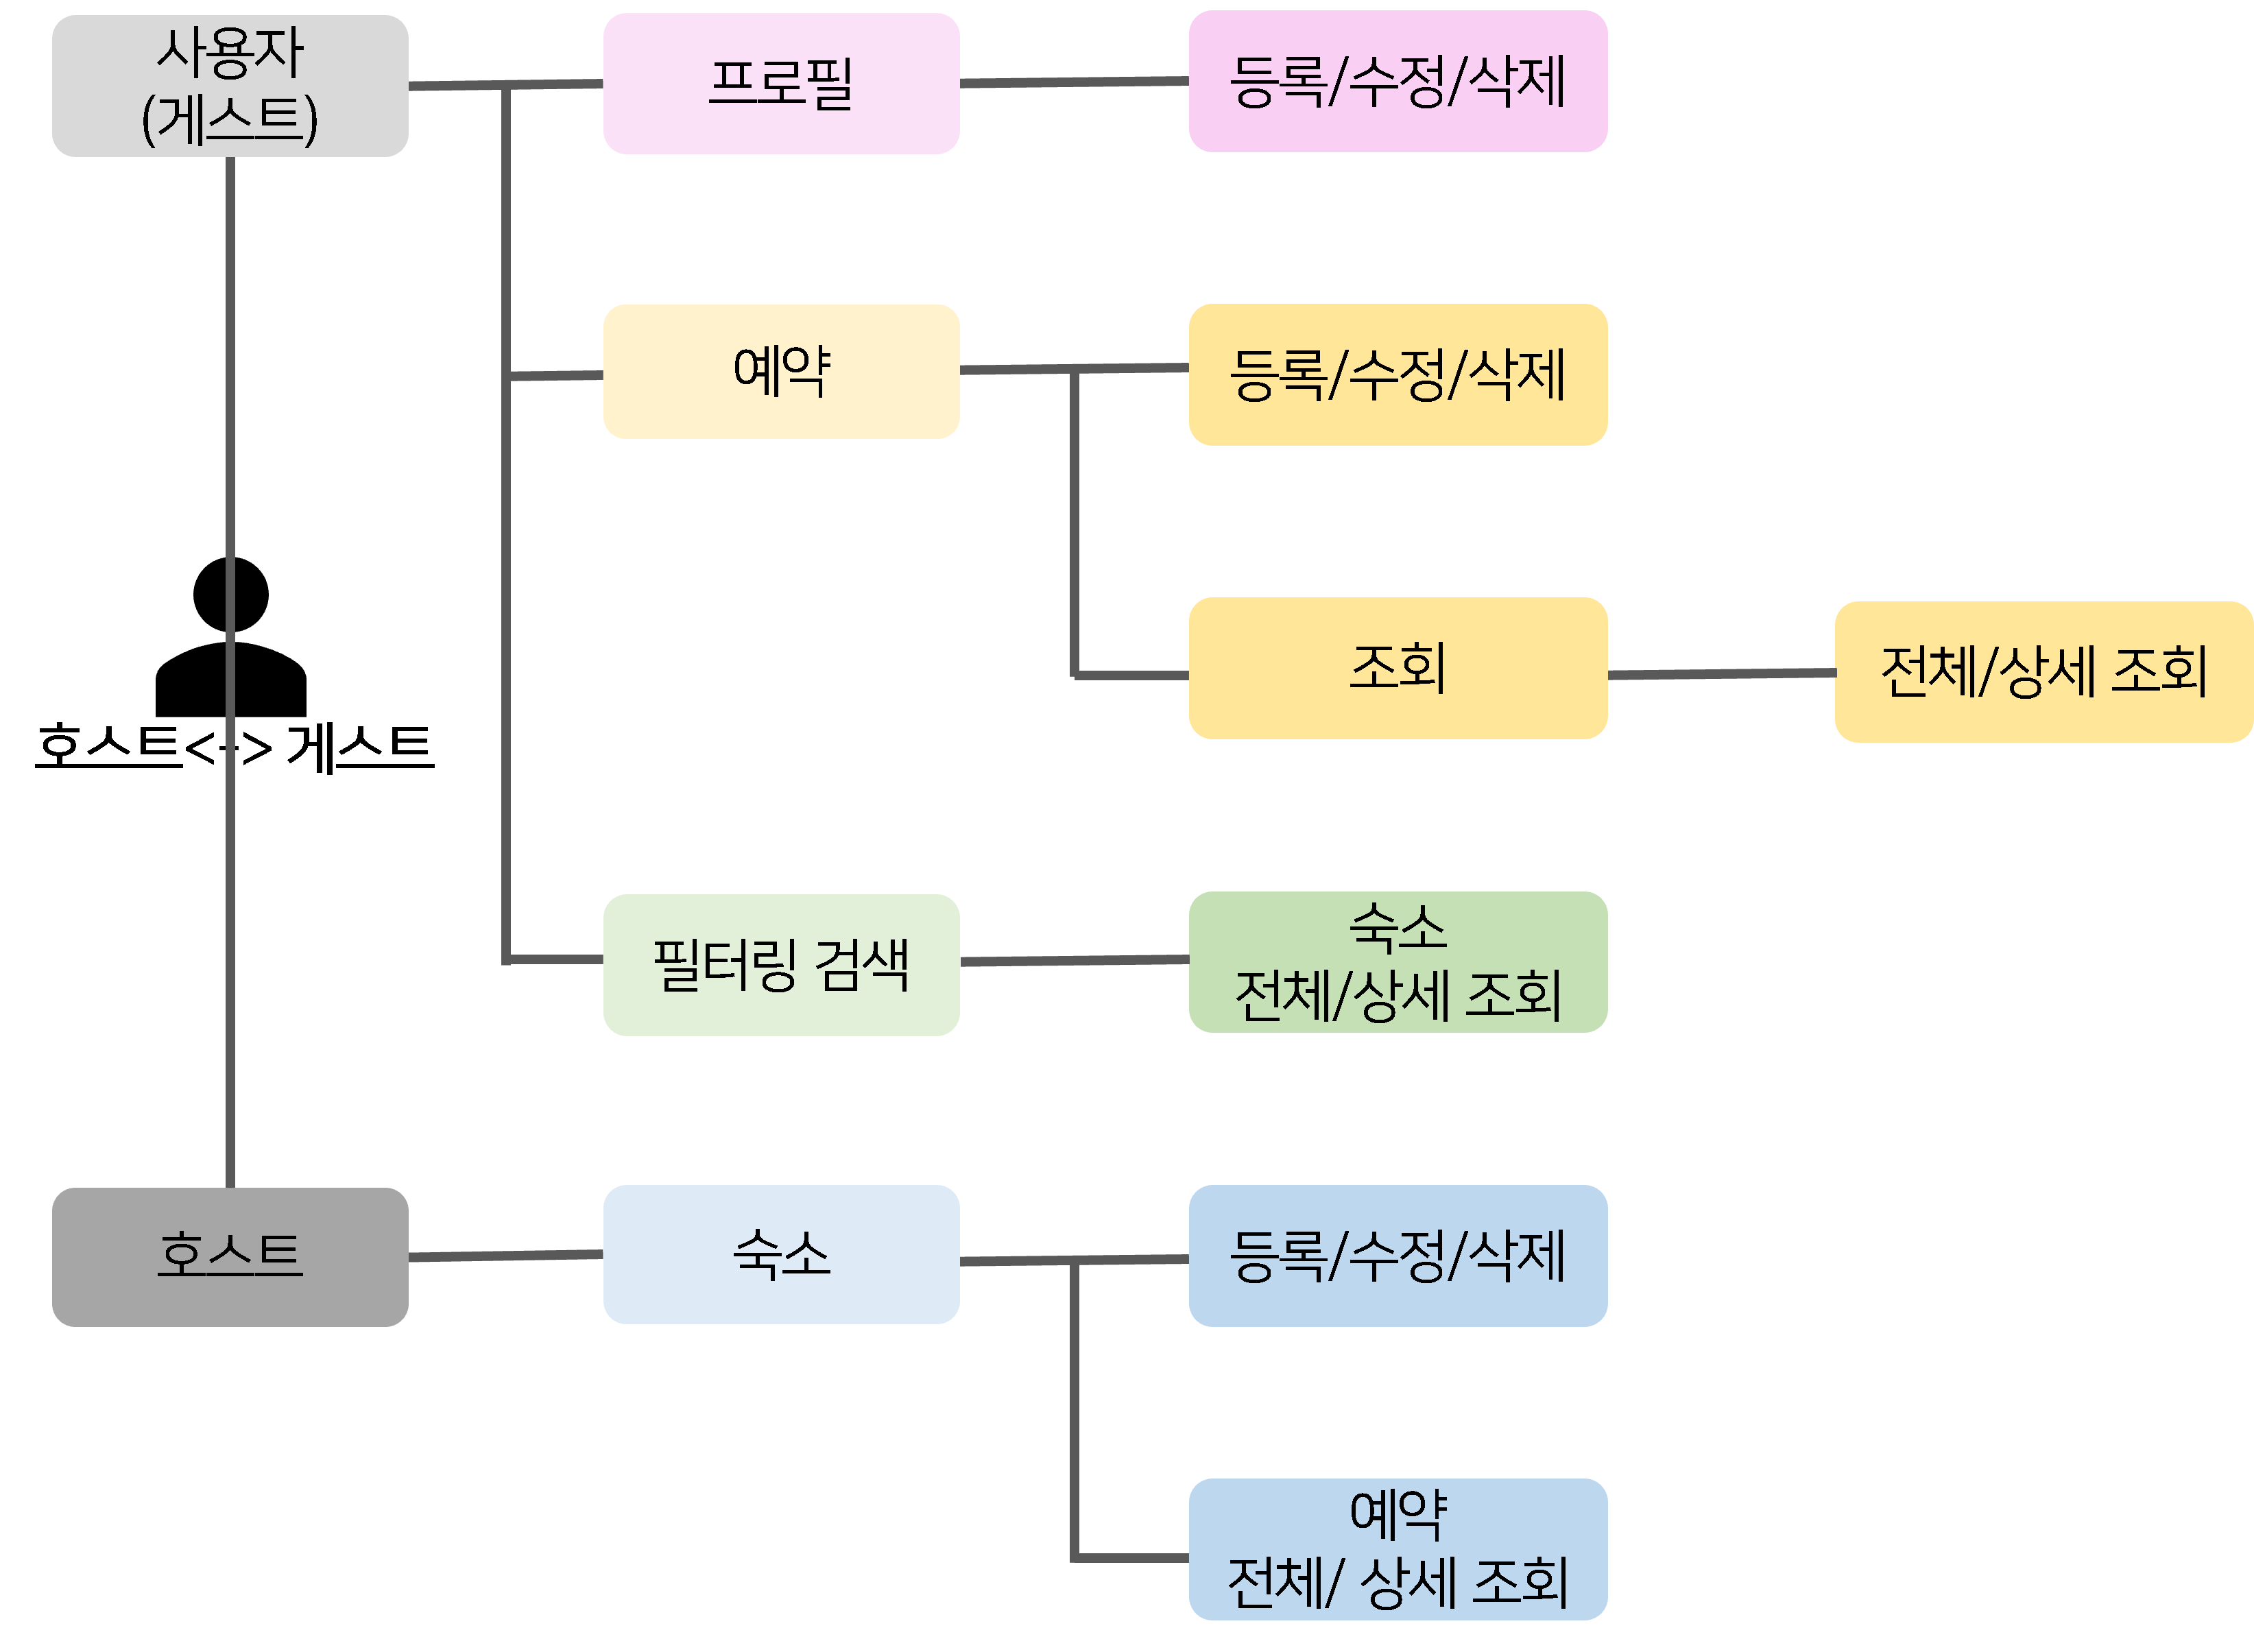 사용자
(게스트)
프로필
등록/수정/삭제
예약
등록/수정/삭제
조회
전체/상세 조회
호스트<-> 게스트
필터링 검색
숙소
전체/상세 조회
호스트
숙소
등록/수정/삭제
예약
전체/ 상세 조회